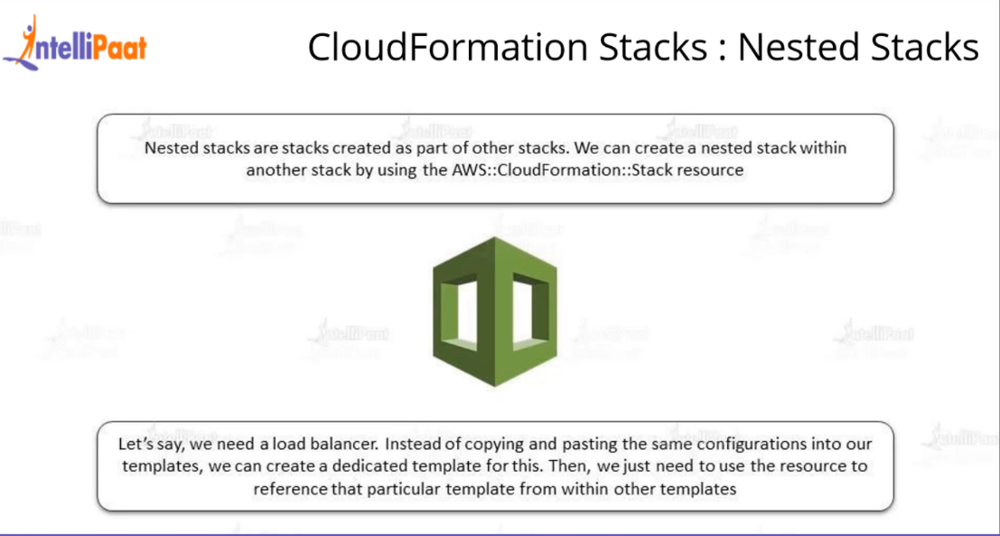 IntelliPaat
CloudFormation Stacks : Nested Stacks
Nested stacks are stacks created as part of other stacks. We can create a nested stack within
another stack by using the AWS::CloudFormation::Stack resource
Let's say, we need a load balancer. Instead of copying and pasting the same configurations into our
templates, we can create a dedicated template for this. Then, we just need to use the resource to
reference that particular template from within other templates